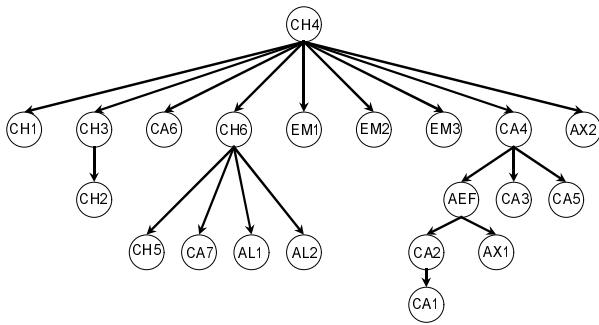 CH4
CH1 CH3 CA6 CH6 EM1 EM2 EM3 CA4 AX2
CH2 AEF CA3 CA5
CH5 CA7 AL1 AL2 CA2 AX1
CA1